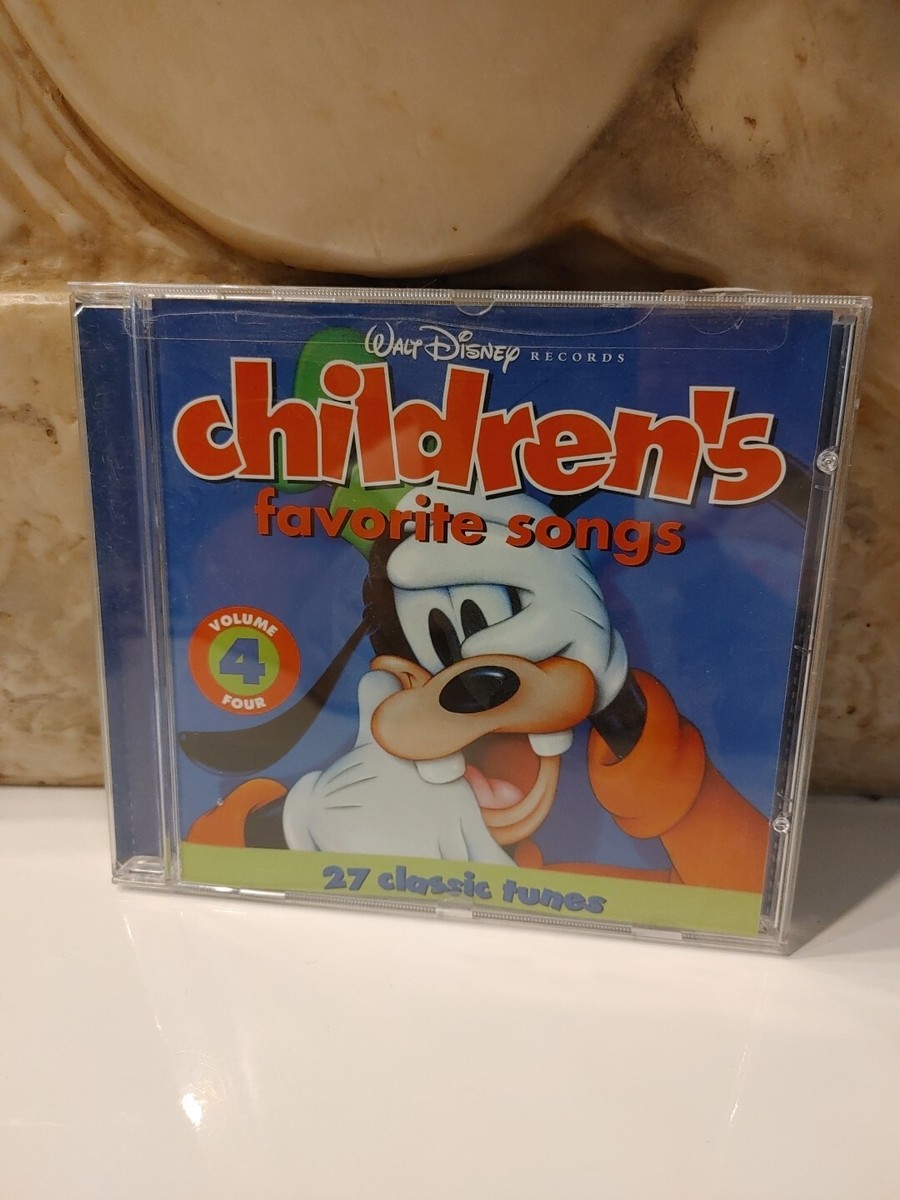 WALT DISNEY RECORDS
children's
favorite songs
VOLUME
4
FOUR
27 classic tunes